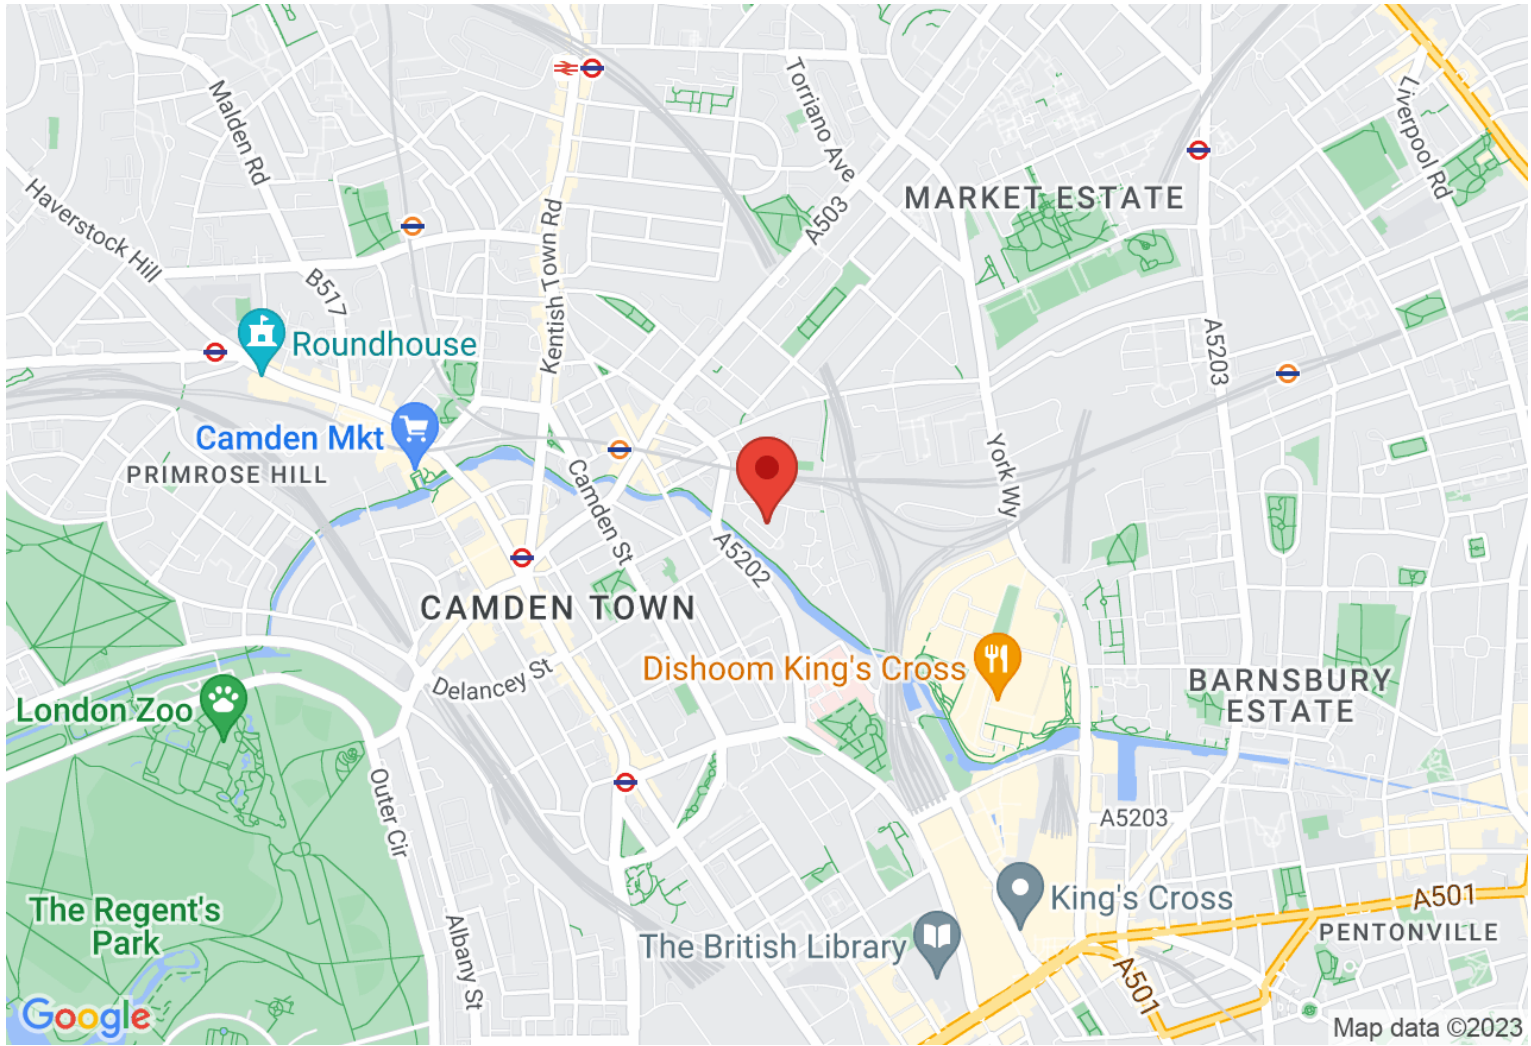 Malden Rd
Torriano Ave
Liverpool Rd
Haverstock Hill
B517
Kentish Town Rd
A503
MARKET ESTATE
A5203
Roundhouse
Camden Mkt
PRIMROSE HILL
Camden St
A5202
York Wy
CAMDEN TOWN
Delancey St
Dishoom King's Cross
BARNSBURY
ESTATE
London Zoo
Outer Cir
A5203
The Regent's
Park
Albany St
King's Cross
The British Library
A501
PENTONVILLE
A501
Google
Map data ©2023